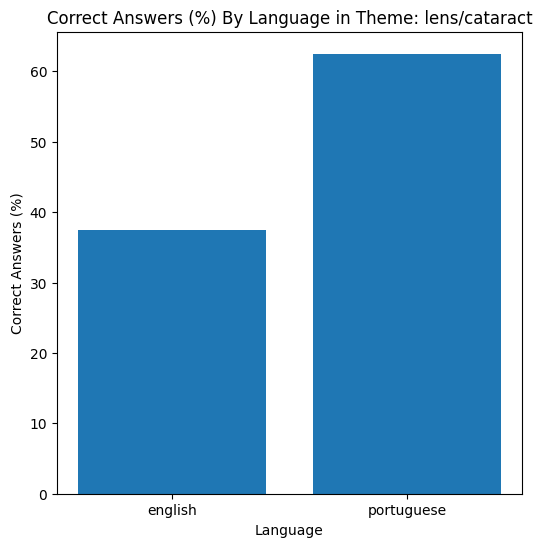 Correct Answers (%) By Language in Theme: lens/cataract
Correct Answers (%)
60
50
40
30
20
10
0
english
portuguese
Language